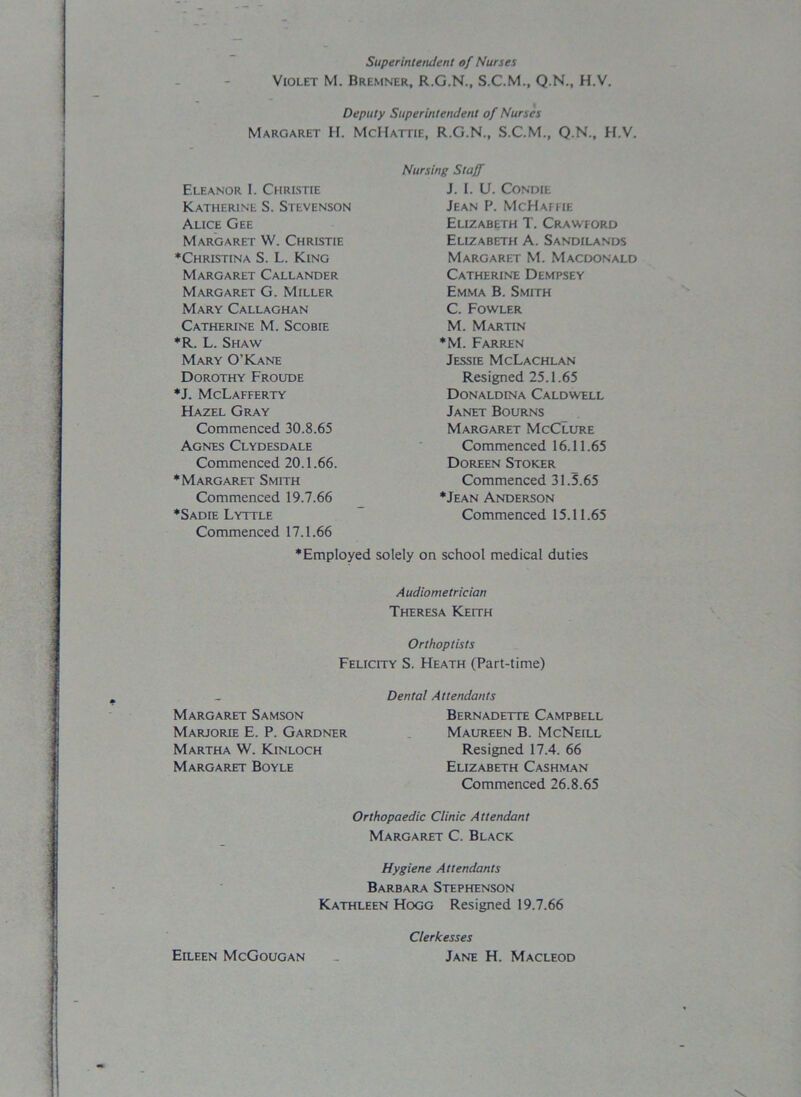 Superintendent of Nurses
VIOLET M. BREMNER, R.G.N., S.C.M., Q.N., H.V.
Deputy Superintendent of Nurses
MARGARET H. MCHATTIE, R.G.N., S.C.M., Q.N., H.V.
Nursing Staff
ELEANOR I. CHRISTIE
KATHERINE S. STEVENSON
ALICE GEE
MARGARET W. CHRISTIE
*CHRISTINA S. L. KING
MARGARET CALLANDER
MARGARET G. MILLER
MARY CALLAGHAN
CATHERINE M. SCOBIE
*R. L. SHAW
MARY O'KANE
DOROTHY FROUDE
*J. MCLAFFERTY
HAZEL GRAY
Commenced 30.8.65
AGNES CLYDESDALE
Commenced 20.1.66.
*MARGARET SMITH
Commenced 19.7.66
*SADIE LYTTLE
Commenced 17.1.66
J. I. U. CONDIE
JEAN P. MCHAFFIE
ELIZABETH T. CRAWFORD
ELIZABETH A. SANDILANDS
MARGARET M. MACDONALD
CATHERINE DEMPSEY
EMMA B. SMITH
C. FOWLER
M. MARTIN
*M. FARREN
JESSIE MCLACHLAN
Resigned 25.1.65
DONALDINA CALDWELL
JANET BOURNS
MARGARET MCCLURE
Commenced 16.11.65
DOREEN STOKER
Commenced 31.5.65
*JEAN ANDERSON
Commenced 15.11.65
*Employed solely on school medical duties
Audiometrician
THERESA KEITH
Orthoptists
FELICITY S. HEATH (Part-time)
Dental Attendants
MARGARET SAMSON
MARJORIE E. P. GARDNER
MARTHA W. KINLOCH
MARGARET BOYLE
BERNADETTE CAMPBELL
MAUREEN B. MCNEILL
Resigned 17.4. 66
ELIZABETH CASHMAN
Commenced 26.8.65
Orthopaedic Clinic Attendant
MARGARET C. BLACK
Hygiene Attendants
BARBARA STEPHENSON
KATHLEEN HOGG Resigned 19.7.66
Clerkesses
EILEEN MCGOUGAN
JANE H. MACLEOD